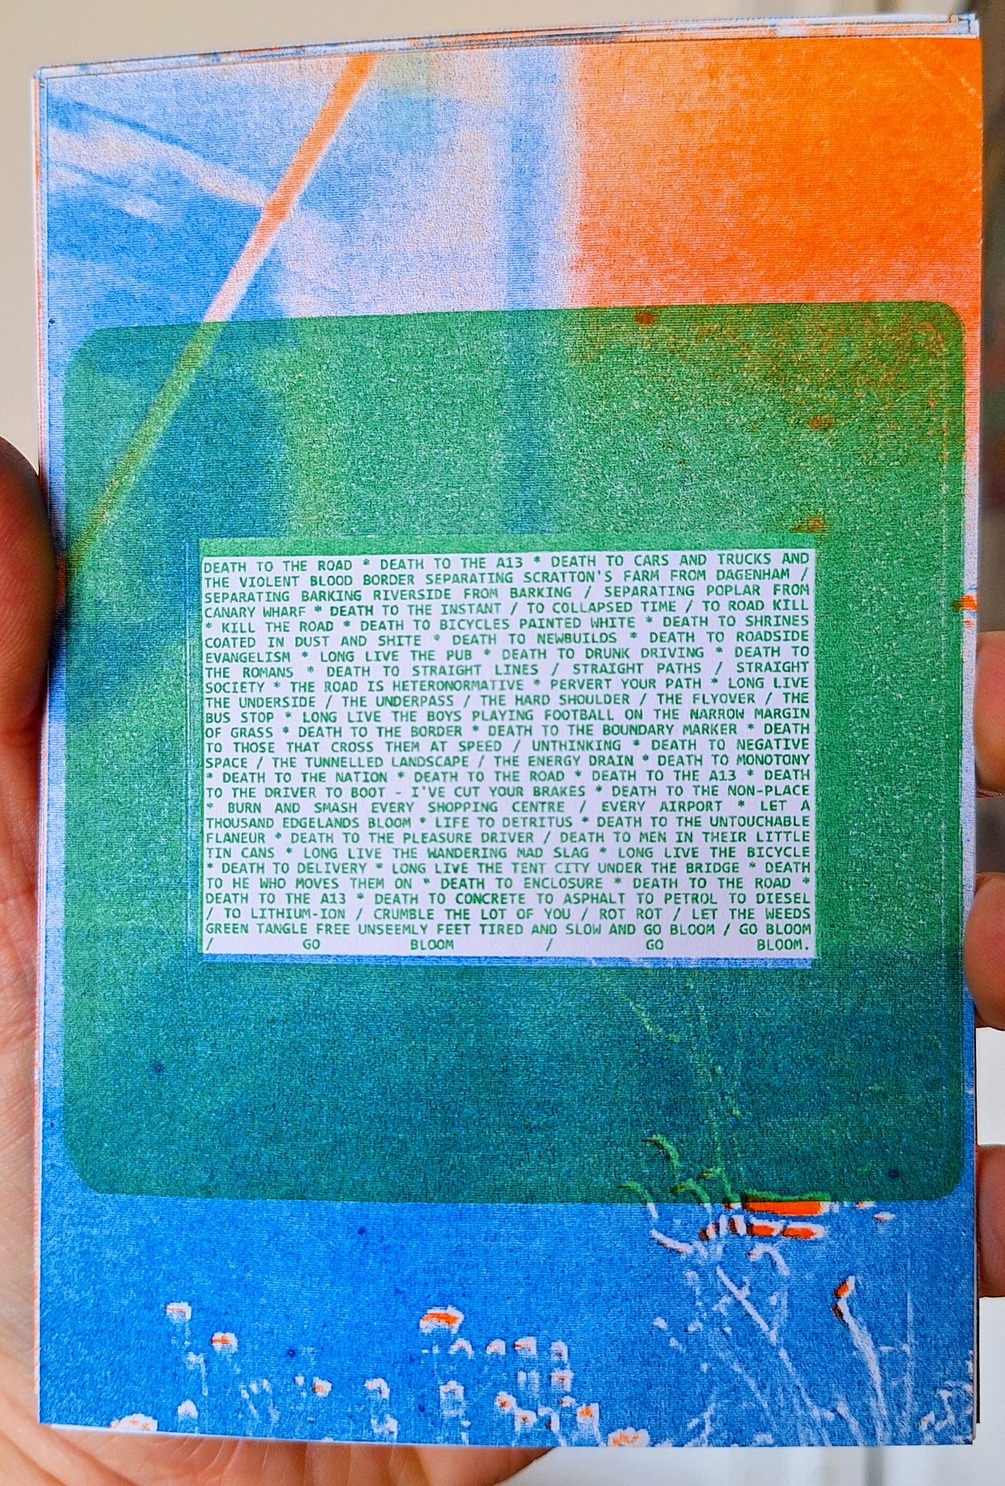 DEATH TO THE ROAD * DEATH TO THE A13 * DEATH TO CARS AND TRUCKS AND
THE VIOLENT BLOOD BORDER SEPARATING SCRATTON'S FARM FROM DAGENHAM /
SEPARATING BARKING RIVERSIDE FROM BARKING / SEPARATING POPLAR FROM
CANARY WHARF * DEATH TO THE INSTANT / TO COLLAPSED TIME / TO ROAD KILL
* KILL THE ROAD * DEATH TO BICYCLES PAINTED WHITE * DEATH TO SHRINES
COATED IN DUST AND SHITE * DEATH TO NEWBUILDS * DEATH TO ROADSIDE
EVANGELISM * LONG LIVE THE PUB * DEATH TO DRUNK DRIVING * DEATH TO
THE ROMANS * DEATH TO STRAIGHT LINES / STRAIGHT PATHS / STRAIGHT
SOCIETY * THE ROAD IS HETERONORMATIVE * PERVERT YOUR PATH * LONG LIVE
THE UNDERSIDE / THE UNDERPASS / THE HARD SHOULDER / THE FLYOVER / THE
BUS STOP * LONG LIVE THE BOYS PLAYING FOOTBALL ON THE NARROW MARGIN
OF GRASS * DEATH TO THE BORDER * DEATH TO THE BOUNDARY MARKER * DEATH
TO THOSE THAT CROSS THEM AT SPEED / UNTHINKING * DEATH TO NEGATIVE
SPACE / THE TUNNELLED LANDSCAPE / THE ENERGY DRAIN * DEATH TO MONOTONY
* DEATH TO THE NATION * DEATH TO THE ROAD * DEATH TO THE A13 * DEATH
TO THE DRIVER TO BOOT - I'VE CUT YOUR BRAKES * DEATH TO THE NON-PLACE
* BURN AND SMASH EVERY SHOPPING CENTRE / EVERY AIRPORT * LET A
THOUSAND EDGELANDS BLOOM * LIFE TO DETRITUS * DEATH TO THE UNTOUCHABLE
FLANEUR * DEATH TO THE PLEASURE DRIVER / DEATH TO MEN IN THEIR LITTLE
TIN CANS * LONG LIVE THE WANDERING MAD SLAG * LONG LIVE THE BICYCLE
* DEATH TO DELIVERY * LONG LIVE THE TENT CITY UNDER THE BRIDGE * DEATH
TO HE WHO MOVES THEM ON * DEATH TO ENCLOSURE * DEATH TO THE ROAD *
DEATH TO THE A13 * DEATH TO CONCRETE TO ASPHALT TO PETROL TO DIESEL
/ TO LITHIUM-ION / CRUMBLE THE LOT OF YOU / ROT ROT / LET THE WEEDS
GREEN TANGLE FREE UNSEEMLY FEET TIRED AND SLOW AND GO BLOOM / GO BLOOM
/ GO BLOOM / GO BLOOM.